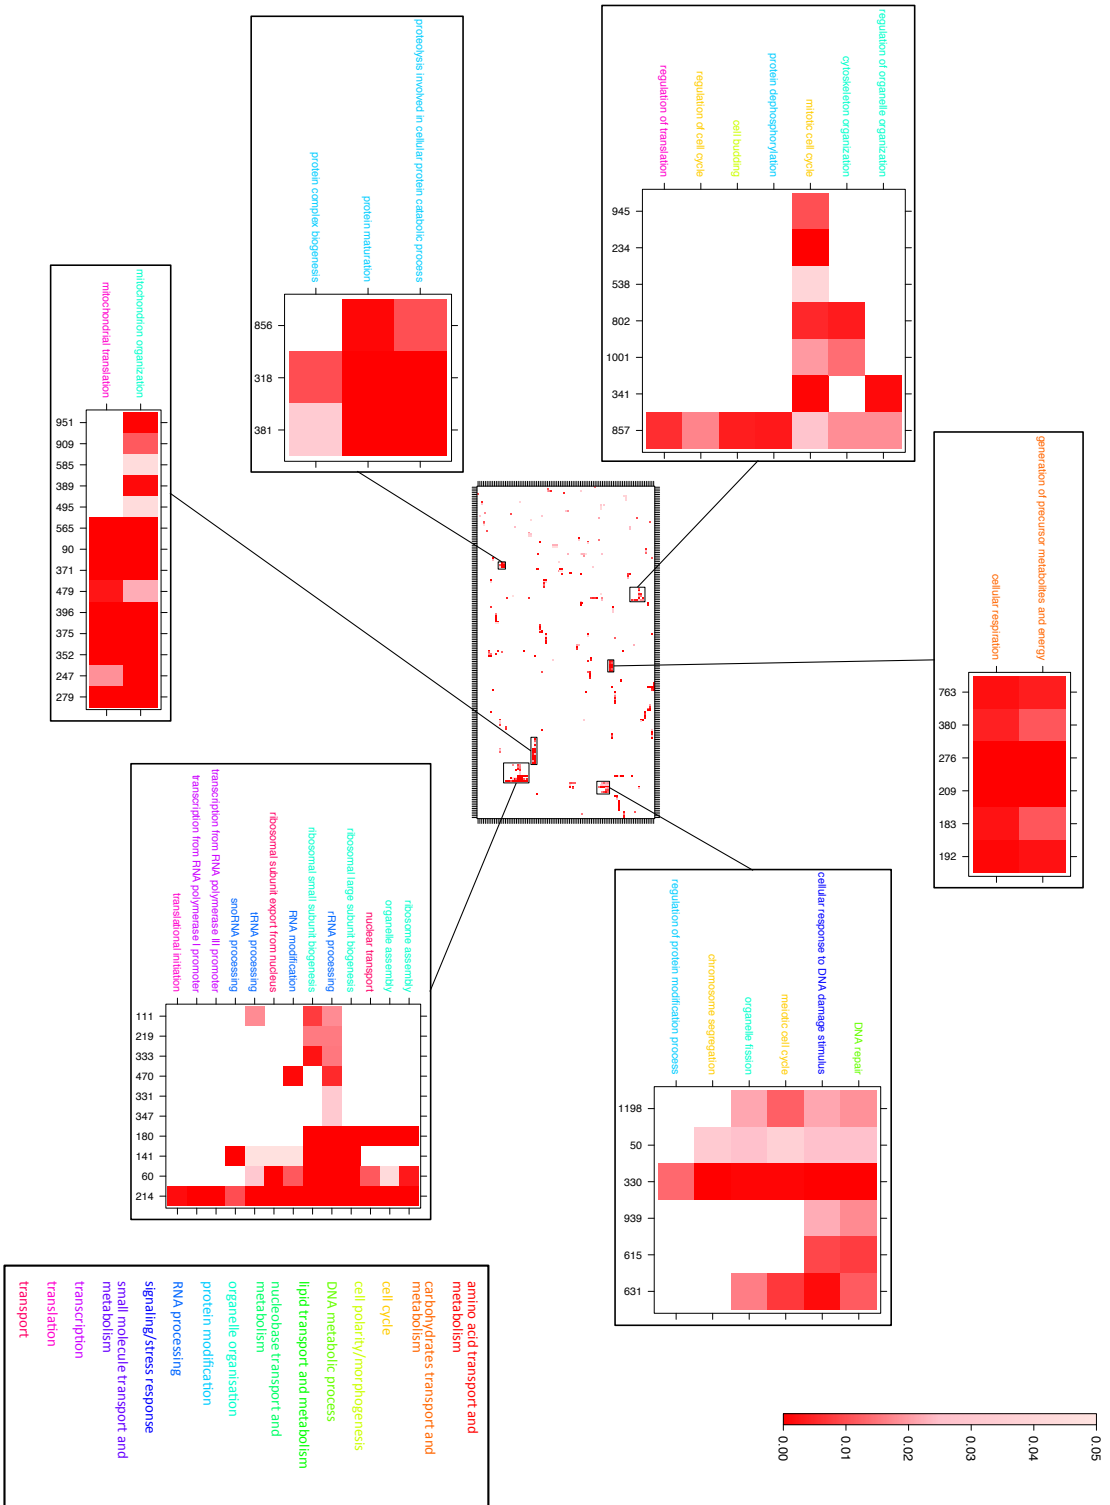 regulation of translation
regulation of cell cycle
cell budding
protein dephosphorylation
mitotic cell cycle
cytoskeleton organization
regulation of organelle organization
945
234
538
802
1001
341
857
protein complex biogenesis
protein maturation
proteolysis involved in cellular protein catabolic process
856
318
381
mitochondrial translation
mitochondrion organization
951
909
585
389
495
565
90
371
479
396
375
352
247
279
cellular respiration
generation of precursor metabolites and energy
763
380
276
209
183
192
translational initiation
transcription from RNA polymerase I promoter
transcription from RNA polymerase III promoter
snoRNA processing
tRNA processing
ribosomal subunit export from nucleus
RNA modification
ribosomal small subunit biogenesis
rRNA processing
ribosomal large subunit biogenesis
nuclear transport
organelle assembly
ribosome assembly
111
219
333
470
331
347
180
141
60
214
regulation of protein modification process
chromosome segregation
organelle fission
meiotic cell cycle
cellular response to DNA damage stimulus
DNA repair
1198
50
330
939
615
631
amino acid transport and
metabolism
carbohydrates transport and
metabolism
cell cycle
cell polarity/morphogenesis
DNA metabolic process
lipid transport and metabolism
nucleobase transport and
metabolism
organelle organisation
protein modification
RNA processing
signaling/stress response
small molecule transport and
metabolism
transcription
translation
transport
0.00
0.01
0.02
0.03
0.04
0.05